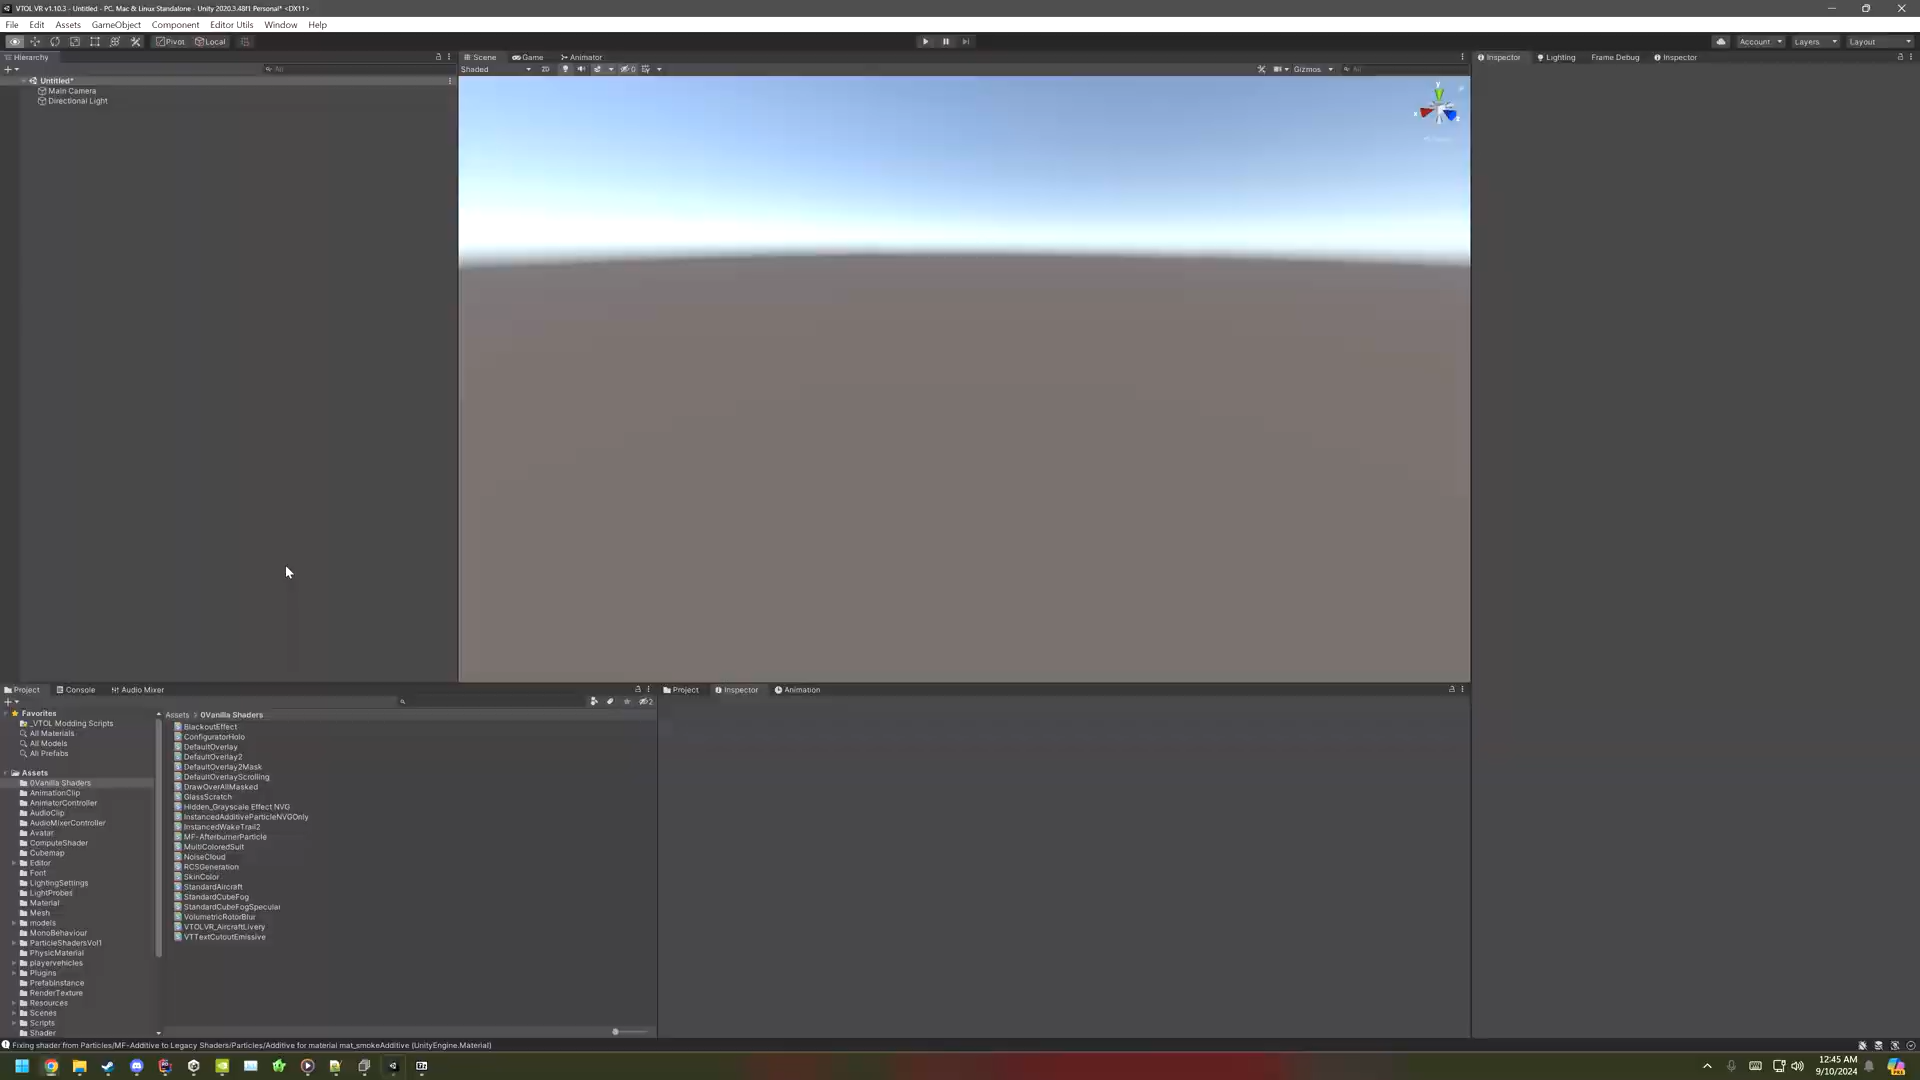 VTOL VR v1.10.3 - Untitled - PC, Mac & Linux Standalone - Unity 2020.3.48f1 Personal* <DX11>
File Edit Assets GameObject Component Editor Utils Window Help
Pivot Local Account Layers Layout
Hierarchy
All
Untitled*
Main Camera
Directional Light
Scene Game Animator
Shaded 2D 0 Gizmos All
y
Inspector Lighting Frame Debug Inspector
Project Console Audio Mixer
2
Favorites
_VTOL Modding Scripts
All Materials
All Models
All Prefabs
Assets
0Vanilla Shaders
AnimationClip
AnimatorController
AudioClip
AudioMixerController
Avatar
ComputeShader
Cubemap
Editor
Font
LightingSettings
LightProbes
Material
Mesh
models
MonoBehaviour
ParticleShadersVol1
PhysicMaterial
playervehicles
Plugins
PrefabInstance
RenderTexture
Resources
Scenes
Scripts
Shader
Assets > 0Vanilla Shaders
BlackoutEffect
ConfiguratorHolo
DefaultOverlay
DefaultOverlay2
DefaultOverlay2Mask
DefaultOverlayScrolling
DrawOverAllMasked
GlassScratch
Hidden_Grayscale Effect NVG
InstancedAdditiveParticleNVGOnly
InstancedWakeTrail2
MF-AfterburnerParticle
MultiColoredSuit
NoiseCloud
RCSGeneration
SkinColor
StandardAircraft
StandardCubeFog
StandardCubeFogSpecular
VolumetricRotorBlur
VTOLVR_AircraftLivery
VTTextCutoutEmissive
Project Inspector Animation
Fixing shader from Particles/MF-Additive to Legacy Shaders/Particles/Additive for material mat_smokeAdditive (UnityEngine.Material)
12:45 AM
9/10/2024